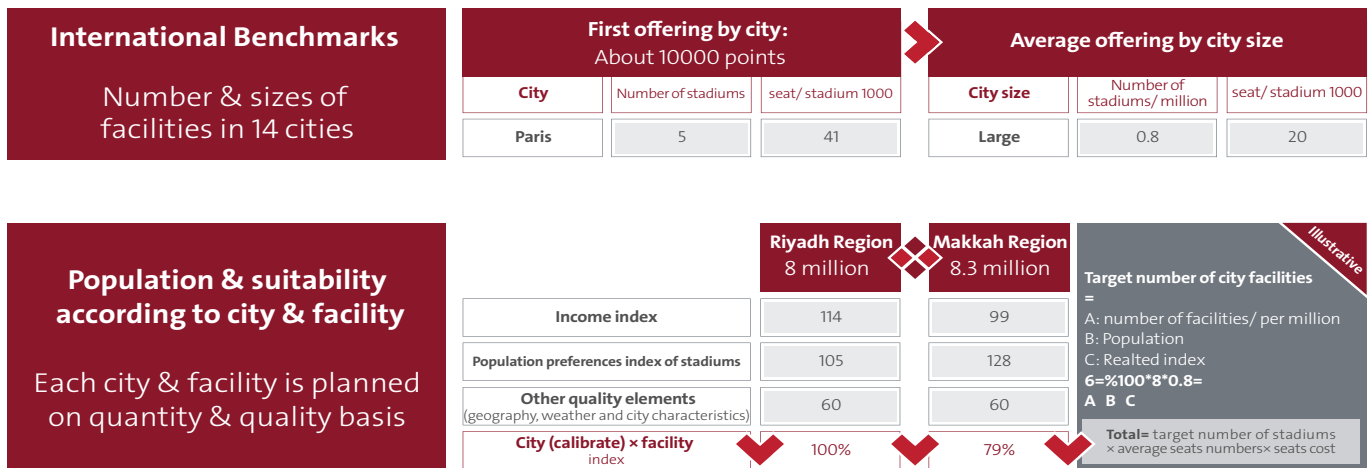 International Benchmarks
Number & sizes of
facilities in 14 cities
First offering by city:
About 10000 points
City
Number of stadiums
seat/ stadium 1000
Paris
5
41
Average offering by city size
City size
Number of
stadiums/ million
seat/ stadium 1000
Large
0.8
20
Population & suitability
according to city & facility
Each city & facility is planned
on quantity & quality basis
Riyadh Region
8 million
Makkah Region
8.3 million
Income index
114
99
Population preferences index of stadiums
105
128
Other quality elements
(geography, weather and city characteristics)
60
60
City (calibrate) × facility
index
100%
79%
Illustrative
Target number of city facilities
=
A: number of facilities/ per million
B: Population
C: Realted index
6=%100*8*0.8=
A B C
Total= target number of stadiums
× average seats numbers× seats cost